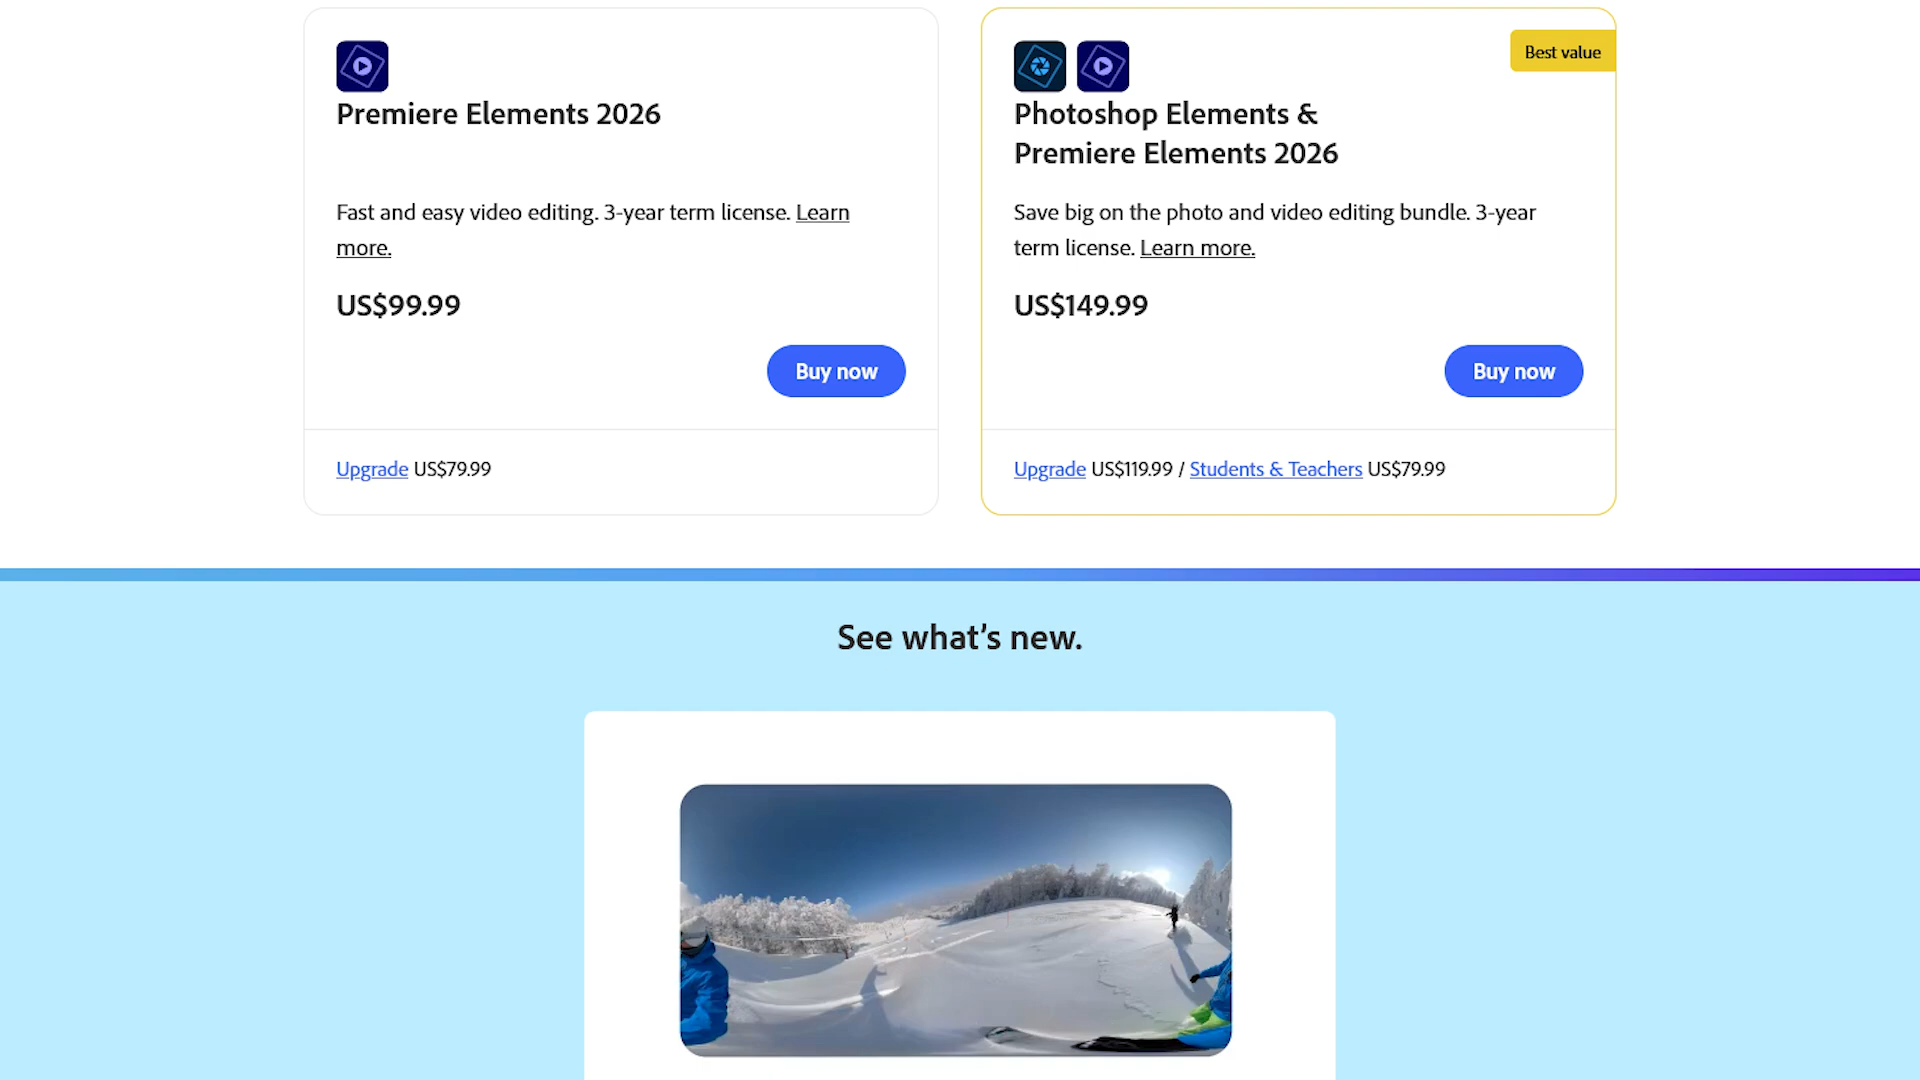 Premiere Elements 2026
Fast and easy video editing. 3-year term license. Learn
more.
US$99.99
Buy now
Upgrade US$79.99
Best value
Photoshop Elements &
Premiere Elements 2026
Save big on the photo and video editing bundle. 3-year
term license. Learn more.
US$149.99
Buy now
Upgrade US$119.99 / Students & Teachers US$79.99
See what’s new.